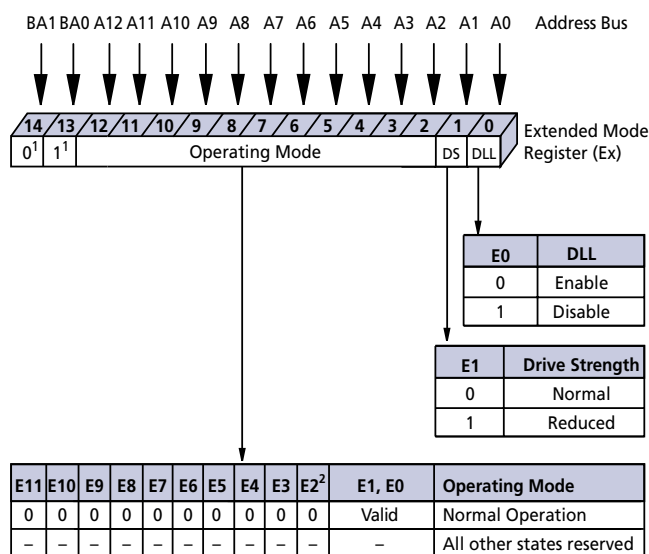 BA1 BA0 A12 A11 A10 A9 A8 A7 A6 A5 A4 A3 A2 A1 A0 Address Bus
14 13 12 11 10 9 8 7 6 5 4 3 2 1 0
0¹ 1¹ Operating Mode DS DLL
Extended Mode
Register (Ex)
E0 DLL
0 Enable
1 Disable
E1 Drive Strength
0 Normal
1 Reduced
E11 E10 E9 E8 E7 E6 E5 E4 E3 E2² E1, E0 Operating Mode
0 0 0 0 0 0 0 0 0 0 Valid Normal Operation
– – – – – – – – – – – All other states reserved